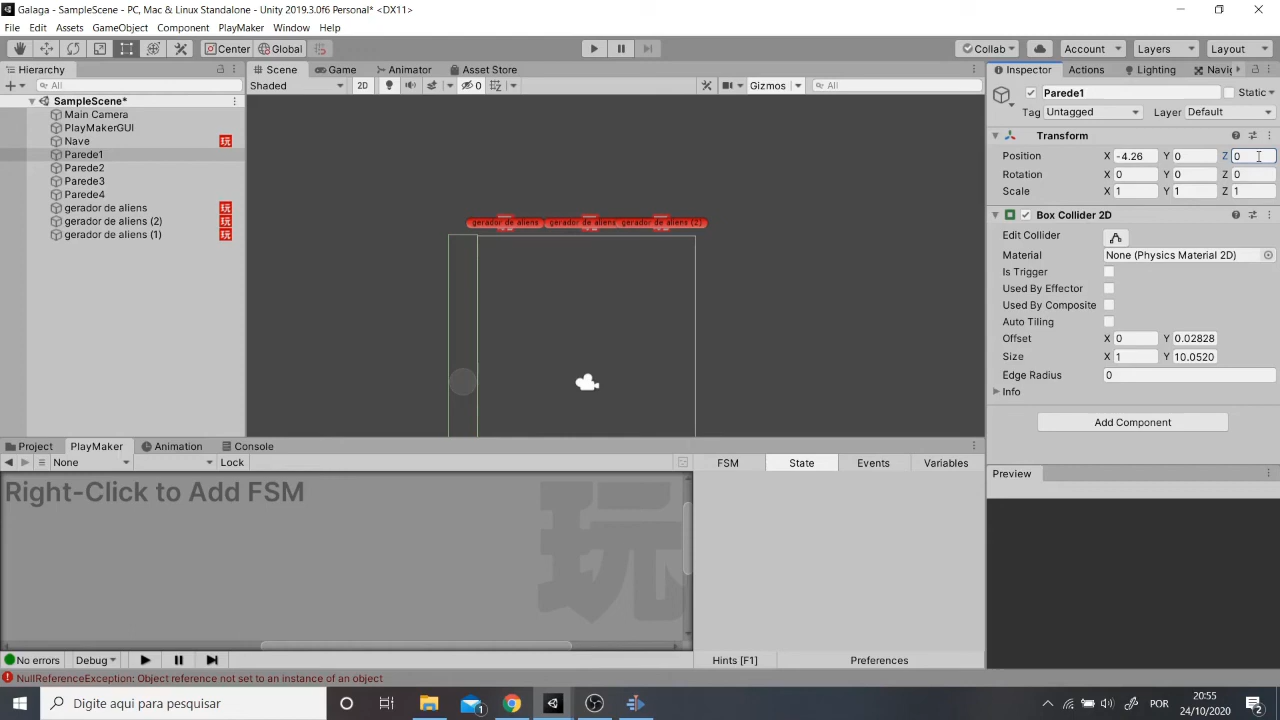 Galaga - SampleScene - PC, Mac & Linux Standalone - Unity 2019.3.0f6 Personal* <DX11>
File Edit Assets GameObject Component PlayMaker Window Help
Center Global Collab Account Layers Layout
Hierarchy Scene Game Animator Asset Store Inspector Actions Lighting Navi
All Shaded 2D 0 Gizmos All Parede1 Static
SampleScene* Tag Untagged Layer Default
Main Camera
PlayMakerGUI
Nave 玩
Parede1
Parede2
Parede3
Parede4
gerador de aliens 玩
gerador de aliens (2) 玩
gerador de aliens (1) 玩
gerador de aliens gerador de aliens gerador de aliens (2)
Transform
Position X -4.26 Y 0 Z 0
Rotation X 0 Y 0 Z 0
Scale X 1 Y 1 Z 1
Box Collider 2D
Edit Collider
Material None (Physics Material 2D)
Is Trigger
Used By Effector
Used By Composite
Auto Tiling
Offset X 0 Y 0.02828
Size X 1 Y 10.0520
Edge Radius 0
Info
Add Component
Preview
Project PlayMaker Animation Console
None Lock FSM State Events Variables
Right-Click to Add FSM
玩
No errors Debug Hints [F1] Preferences
NullReferenceException: Object reference not set to an instance of an object
Digite aqui para pesquisar 1 POR 20:55
24/10/2020 2